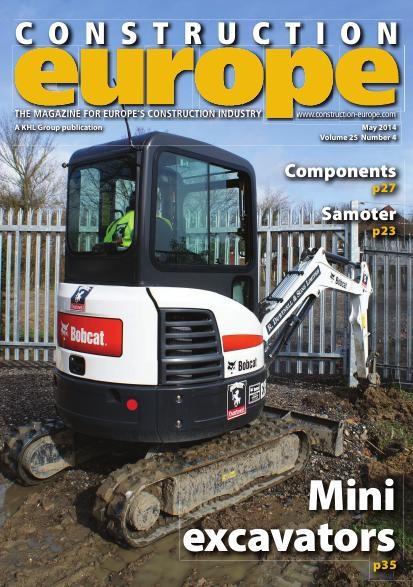 CONSTRUCTION
europe
THE MAGAZINE FOR EUROPE'S CONSTRUCTION INDUSTRY
www.construction-europe.com
A KHL Group publication
May 2014
Volume 25 Number 4
Components
p27
Samoter
p23
Bobcat
Bobcat
Mini
excavators
p35